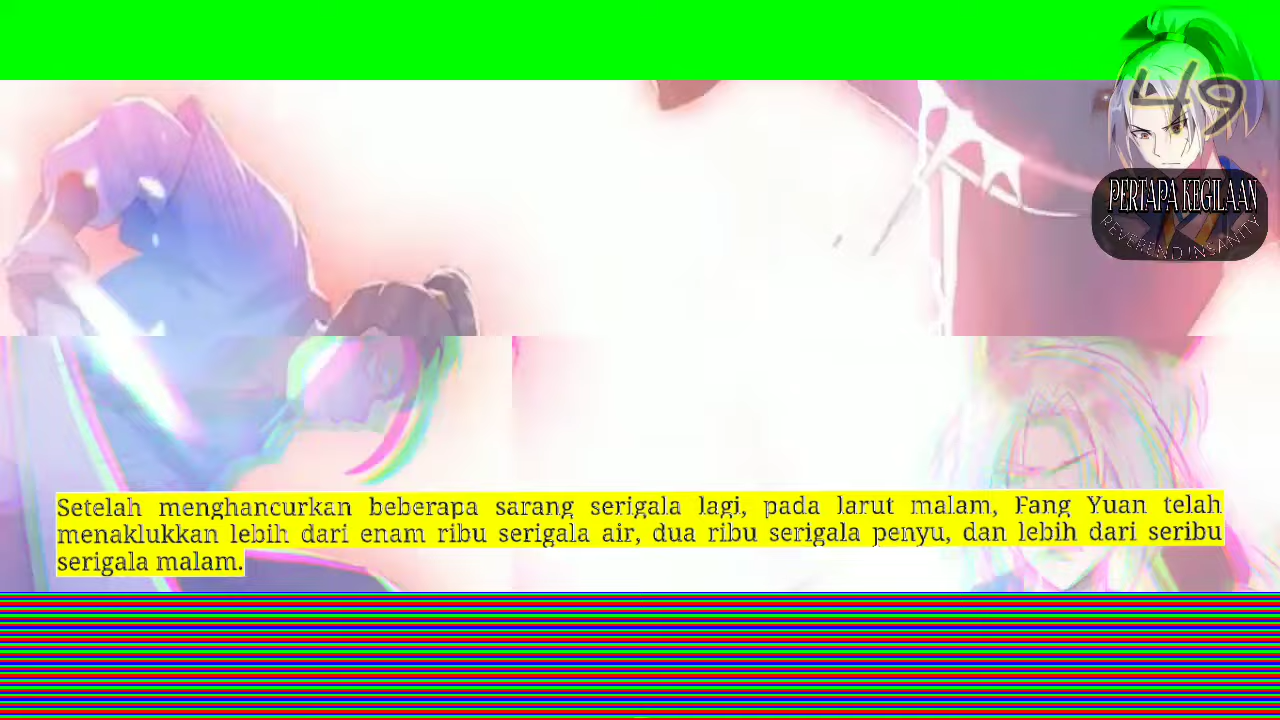 49
PERTAPA KEGILAAN
REVEREND INSANITY
Setelah menghancurkan beberapa sarang serigala lagi, pada larut malam, Fang Yuan telah
menaklukkan lebih dari enam ribu serigala air, dua ribu serigala penyu, dan lebih dari seribu
serigala malam.